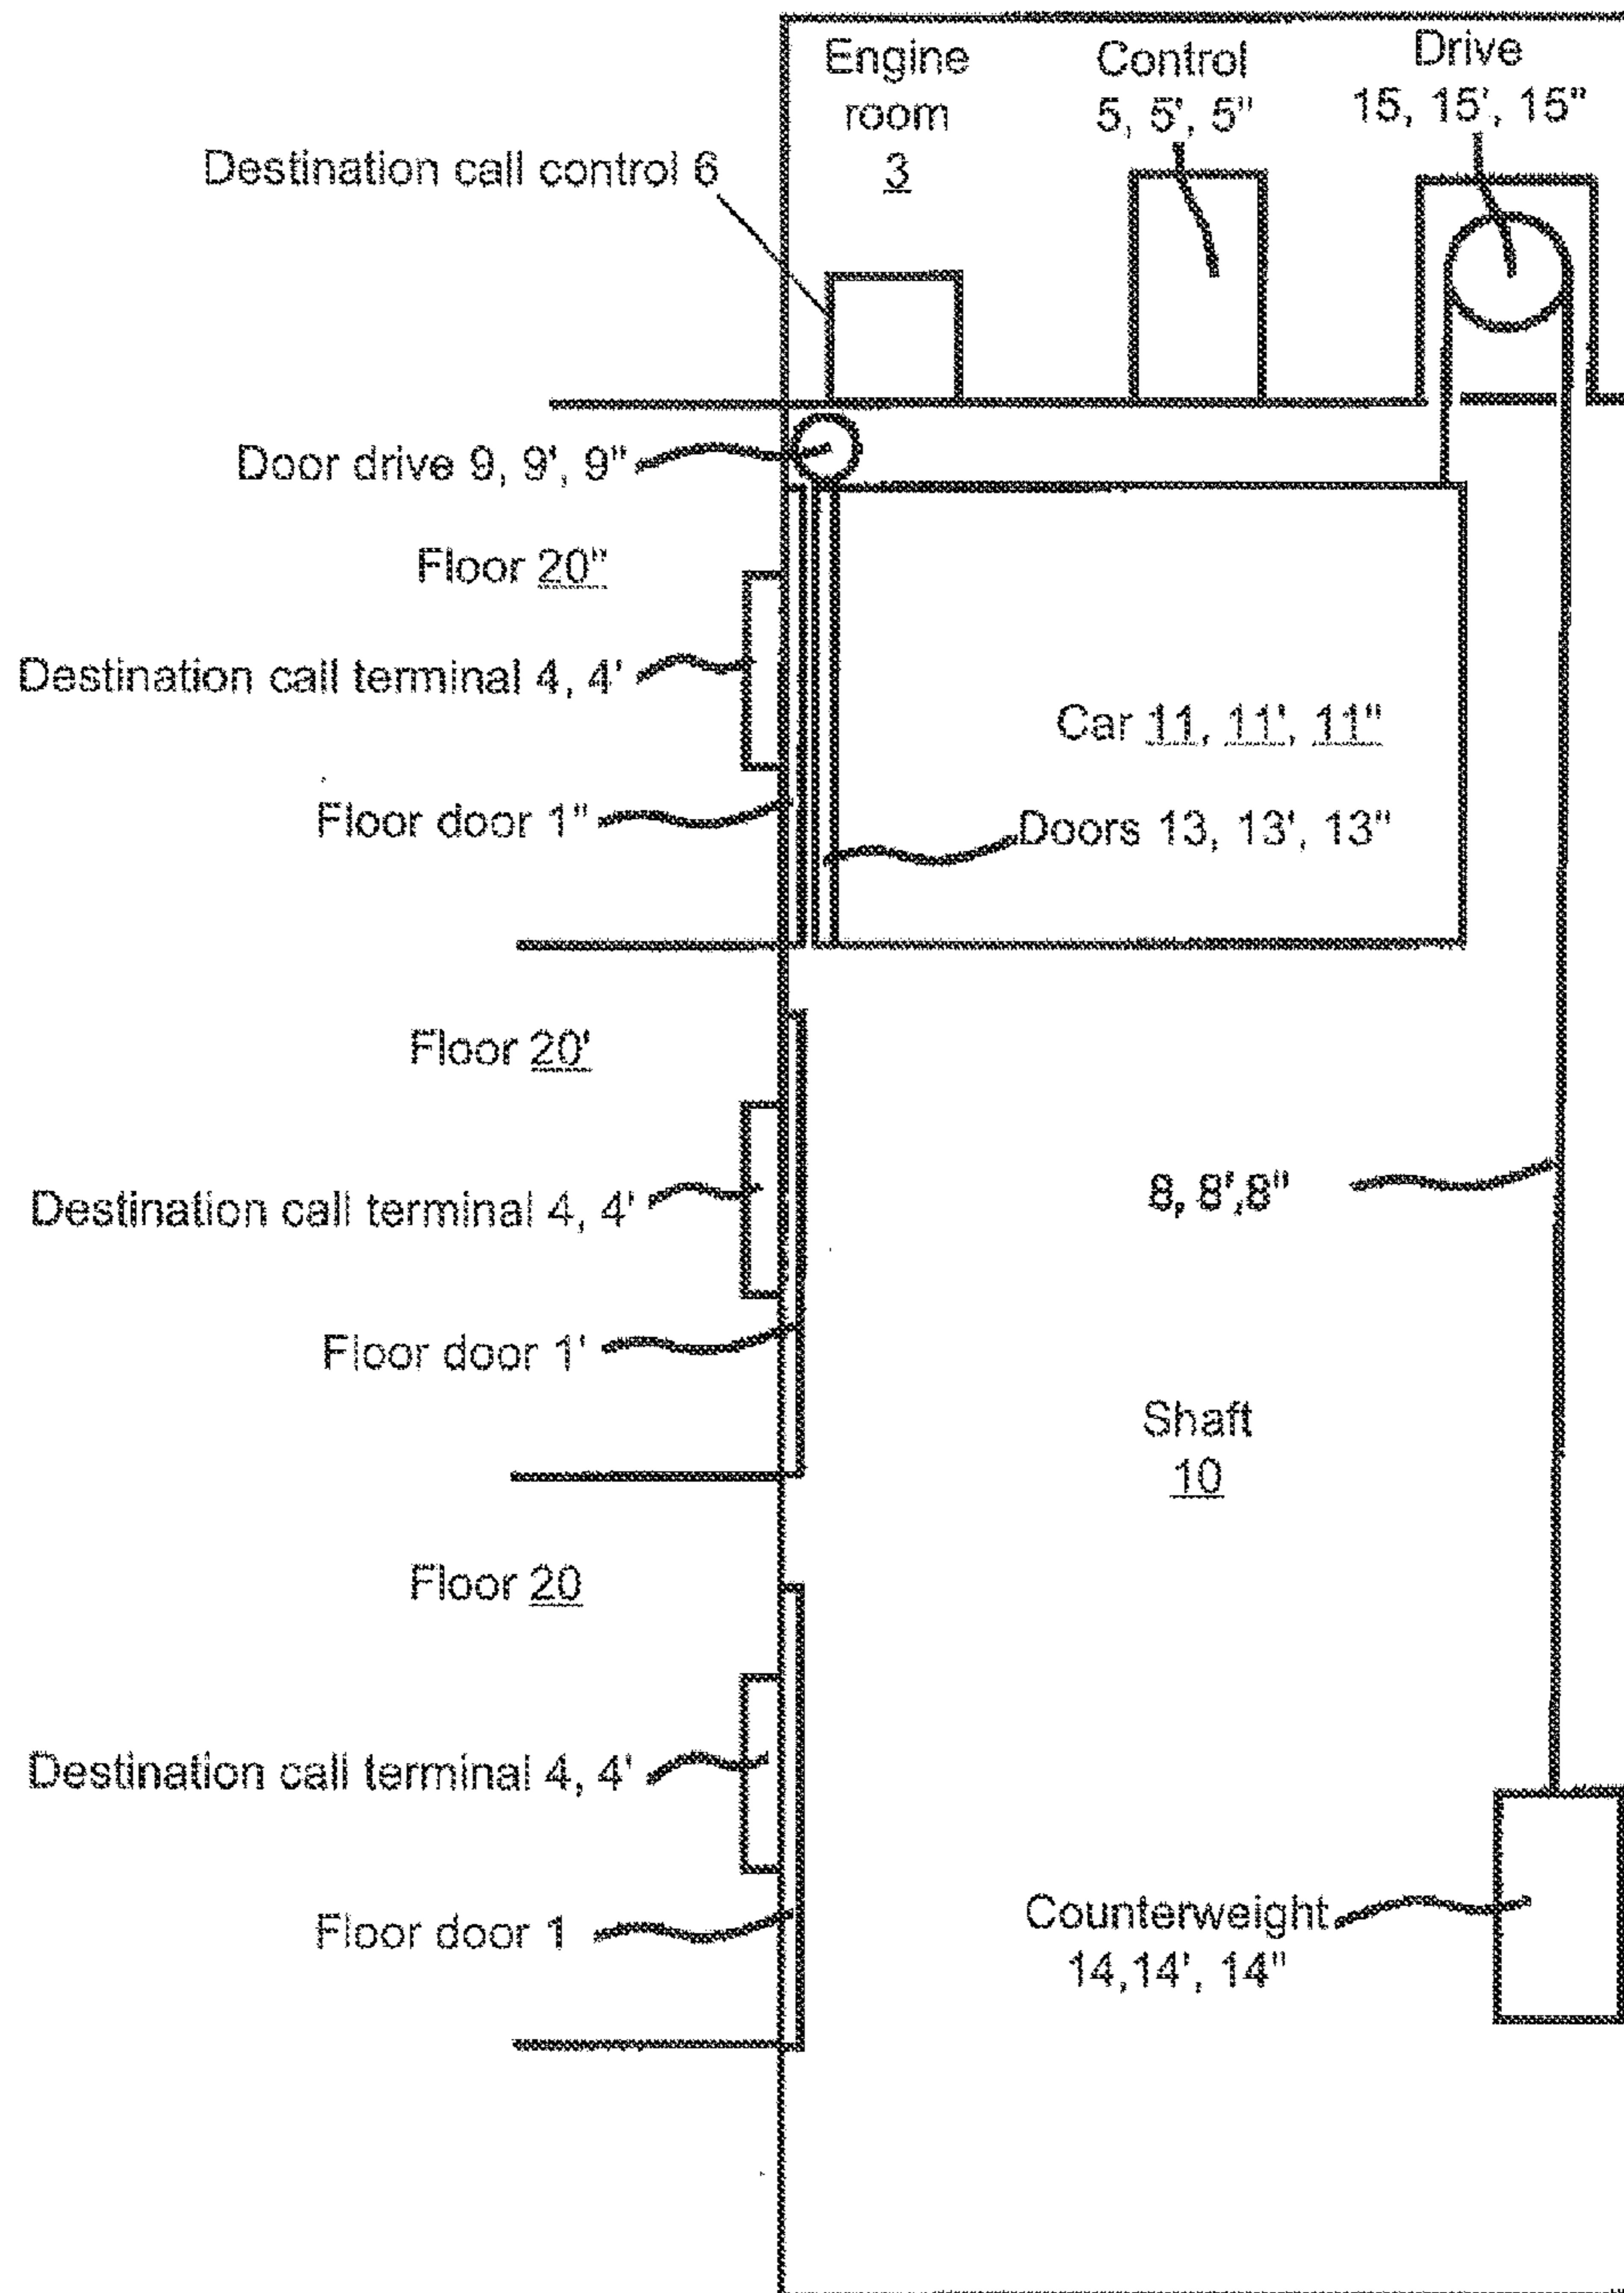 Engine
room
3
Control
5, 5', 5"
Drive
15, 15', 15"
Destination call control 6
Door drive 9, 9', 9"
Floor 20"
Destination call terminal 4, 4'
Car 11, 11', 11"
Floor door 1"
Doors 13, 13', 13"
Floor 20'
Destination call terminal 4, 4'
8, 8',8"
Floor door 1'
Shaft
10
Floor 20
Destination call terminal 4, 4'
Floor door 1
Counterweight
14,14', 14"